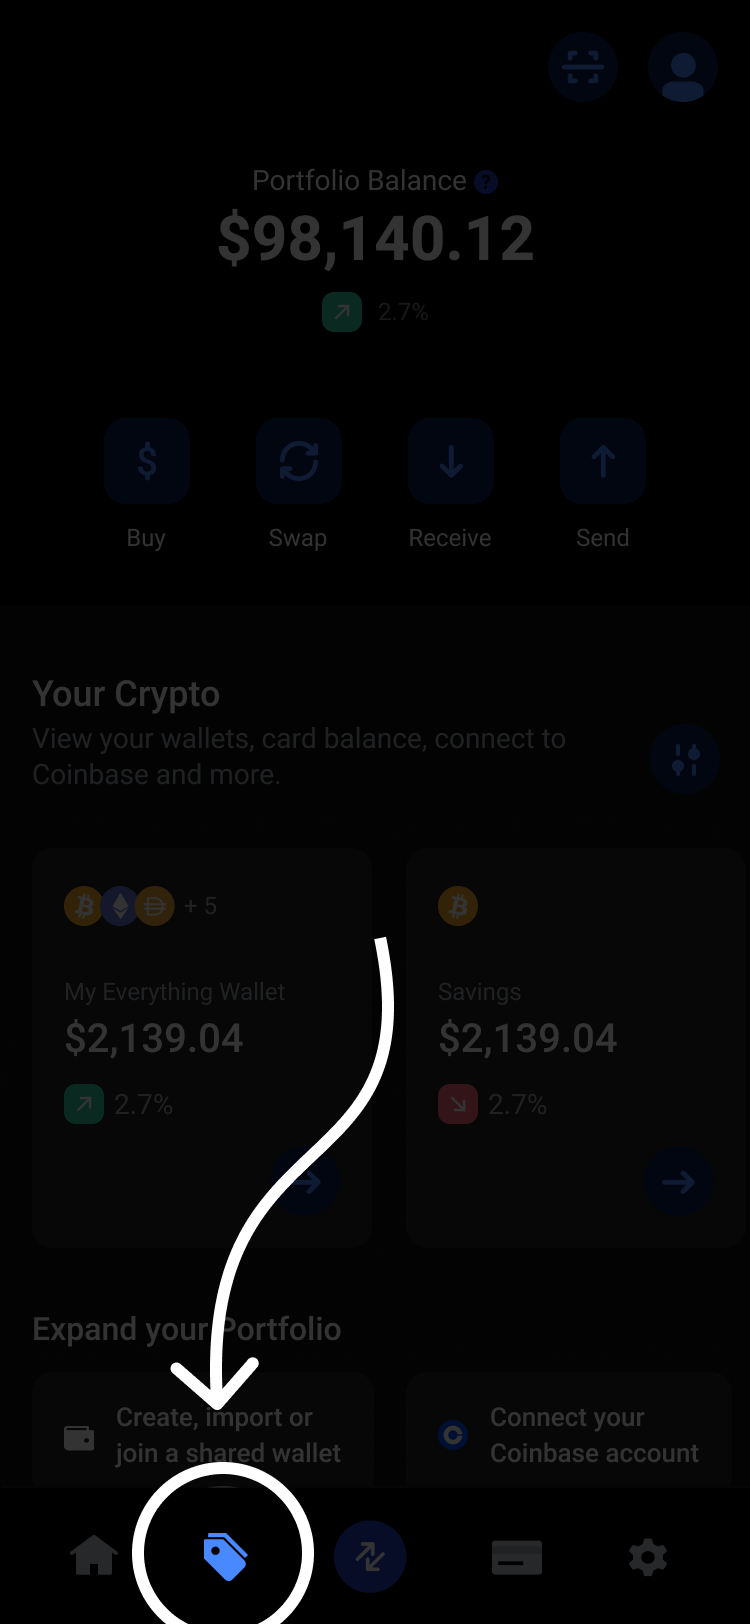 Portfolio Balance ?
$98,140.12
2.7%
$
Buy Swap Receive Send
Your Crypto
View your wallets, card balance, connect to
Coinbase and more.
+ 5
My Everything Wallet
$2,139.04
2.7%
Savings
$2,139.04
2.7%
Expand your Portfolio
Create, import or
join a shared wallet
Connect your
Coinbase account